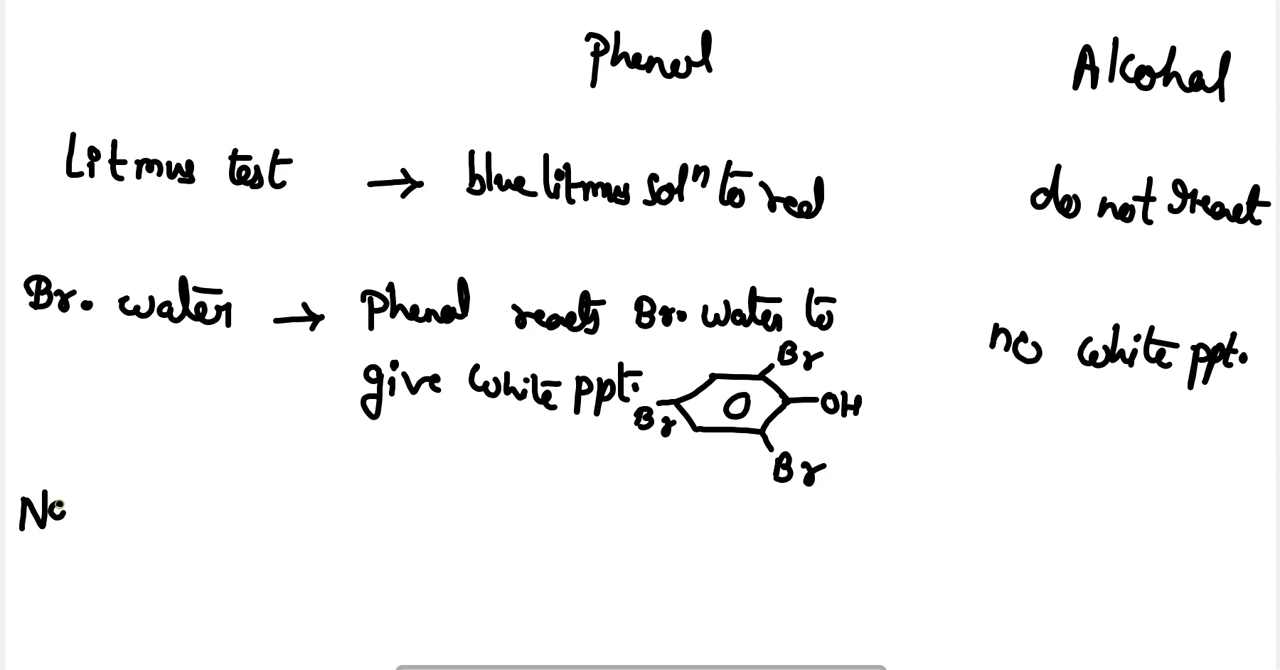 Phenol Alcohal
Litmus test → blue litmus solⁿ to red do not react
Br. water → Phenol reacts Br. water to no white ppt.
give white ppt.
Br
Br OH
Br
Na